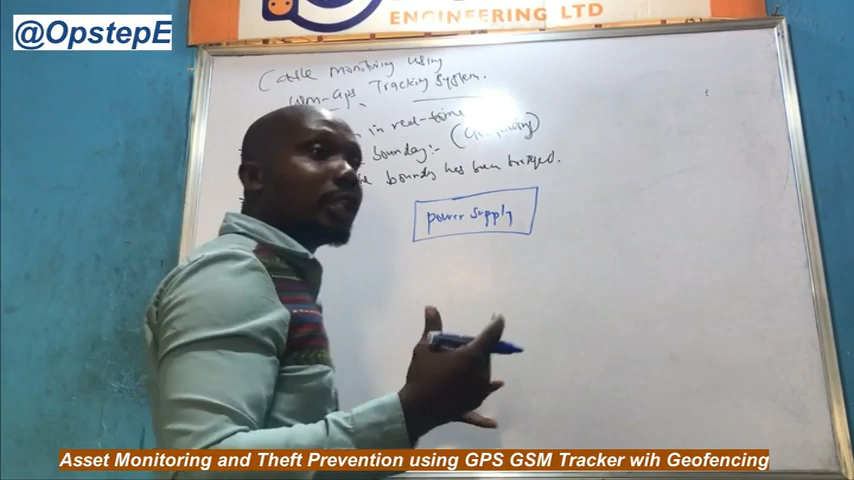 @OpstepE
ENGINEERING LTD
Cattle monitoring using
GSM-GPS Tracking System.
in real-time
boundary:-
boundary has been
power supply
Asset Monitoring and Theft Prevention using GPS GSM Tracker wih Geofencing